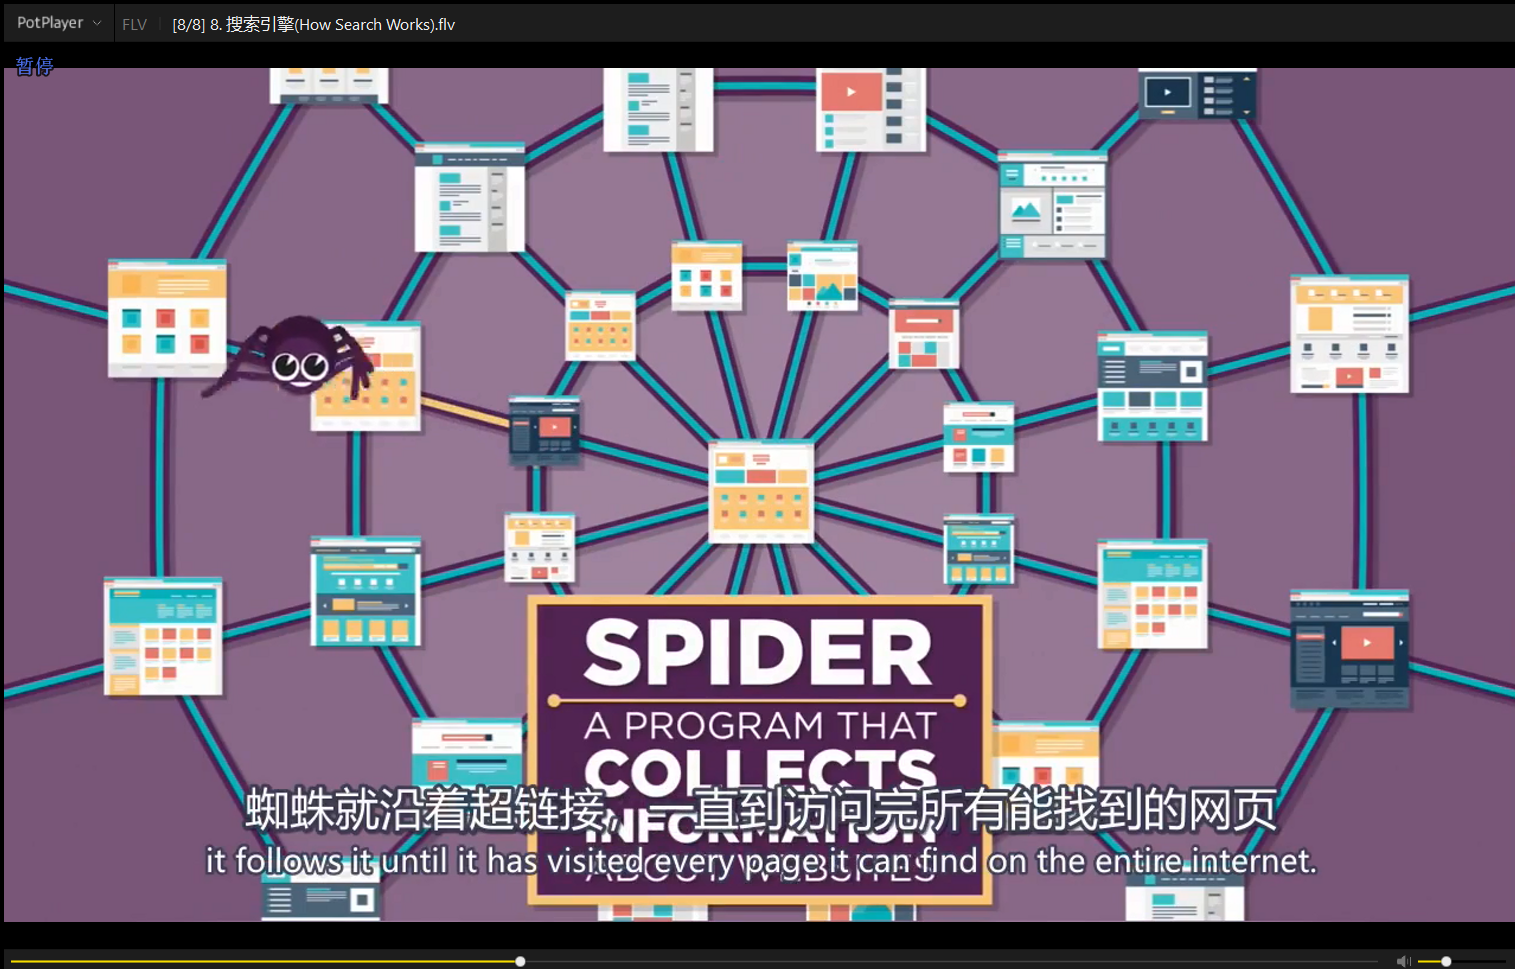 PotPlayer
FLV
[8/8] 8. 搜索引擎(How Search Works).flv
暂停
SPIDER
A PROGRAM THAT
COLLECTS
INFORMATION
ABOUT WEBSITES
蜘蛛就沿着超链接，一直到访问完所有能找到的网页
it follows it until it has visited every page it can find on the entire internet.